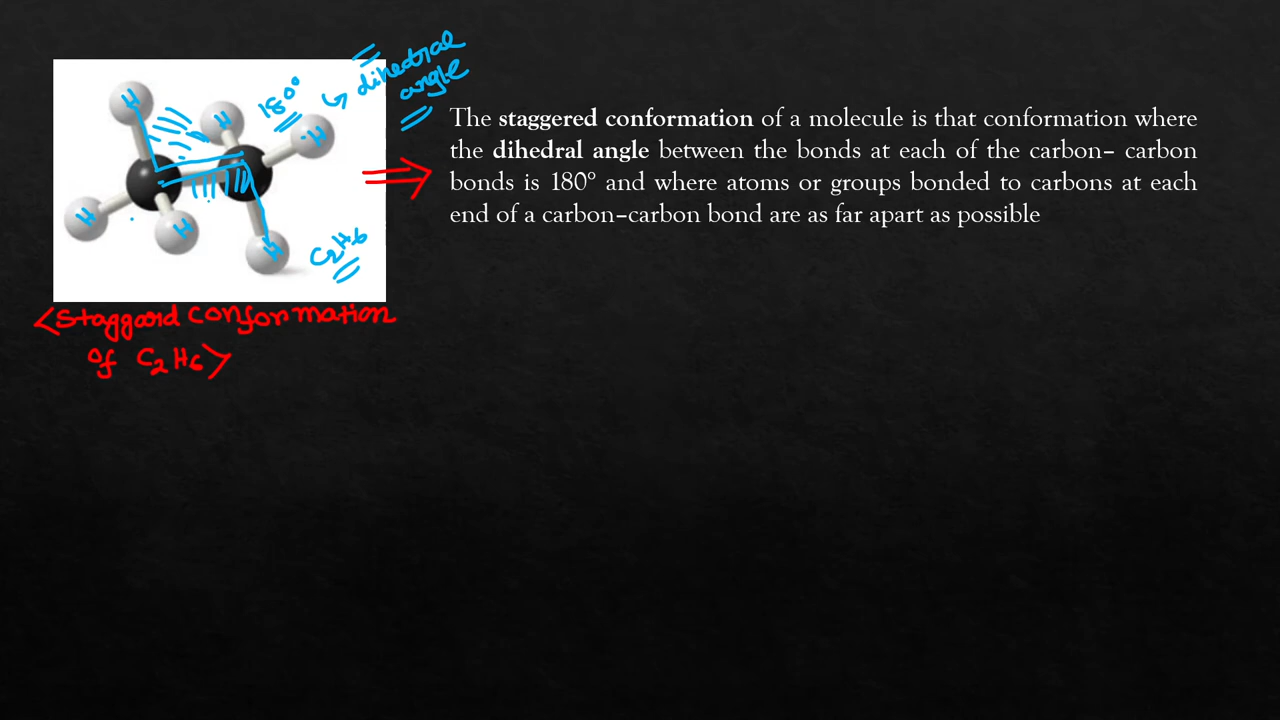 H
H
H
H
H
H
180°
dihedral
angle
C2H6
<Staggard Conformation
of C2H6>
The staggered conformation of a molecule is that conformation where
the dihedral angle between the bonds at each of the carbon- carbon
bonds is 180° and where atoms or groups bonded to carbons at each
end of a carbon-carbon bond are as far apart as possible